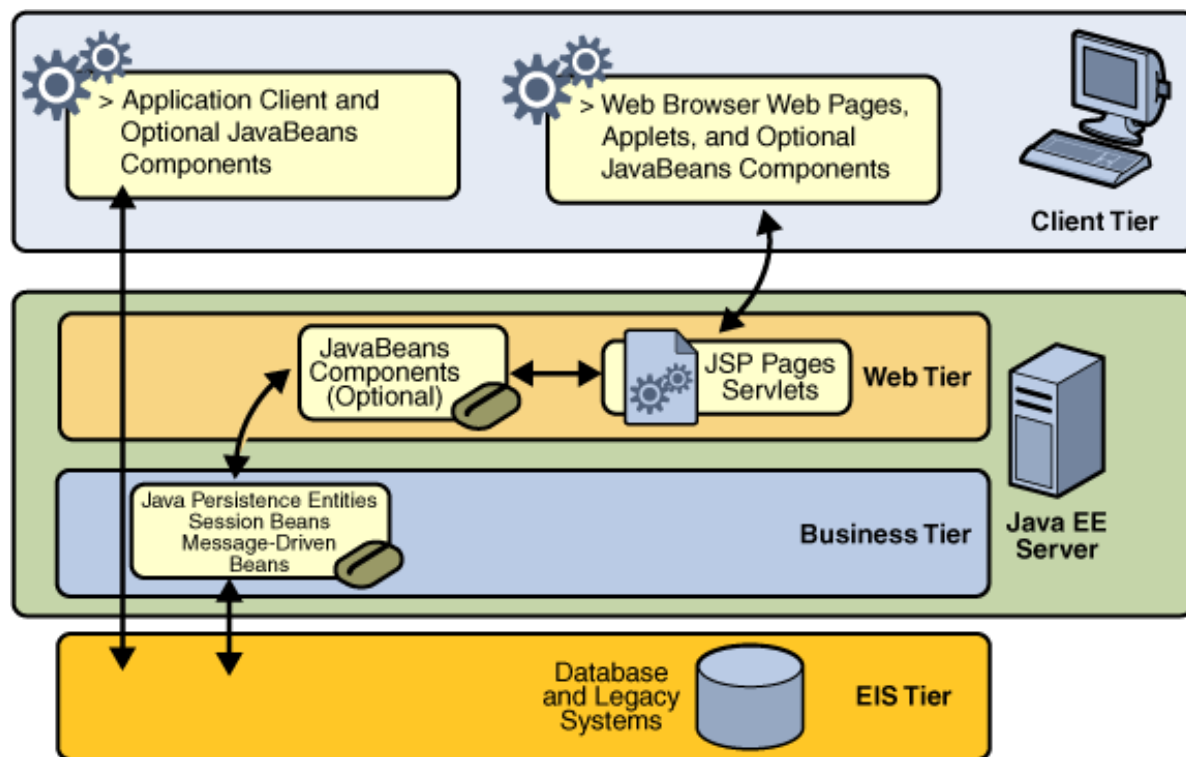 > Application Client and
Optional JavaBeans
Components
> Web Browser Web Pages,
Applets, and Optional
JavaBeans Components
Client Tier
JavaBeans
Components
(Optional)
JSP Pages
Servlets
Web Tier
Java Persistence Entities
Session Beans
Message-Driven
Beans
Business Tier
Java EE
Server
Database
and Legacy
Systems
EIS Tier